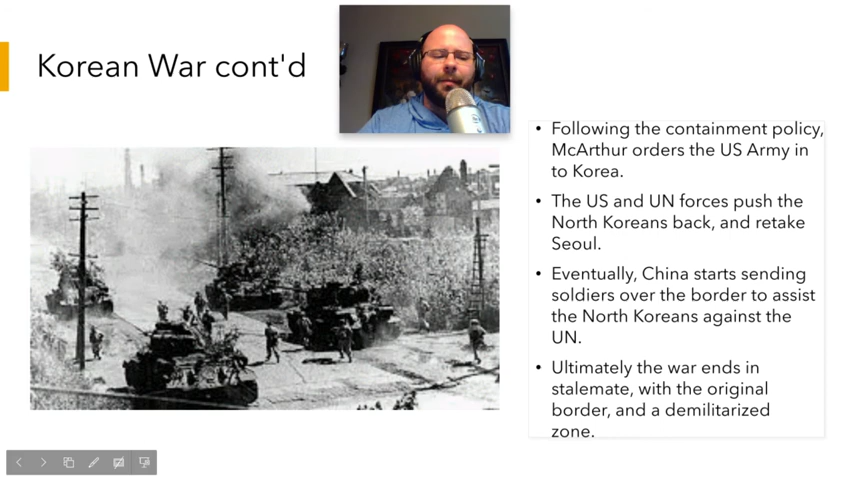 Korean War cont'd
• Following the containment policy,
McArthur orders the US Army in
to Korea.
• The US and UN forces push the
North Koreans back, and retake
Seoul.
• Eventually, China starts sending
soldiers over the border to assist
the North Koreans against the
UN.
• Ultimately the war ends in
stalemate, with the original
border, and a demilitarized
zone.